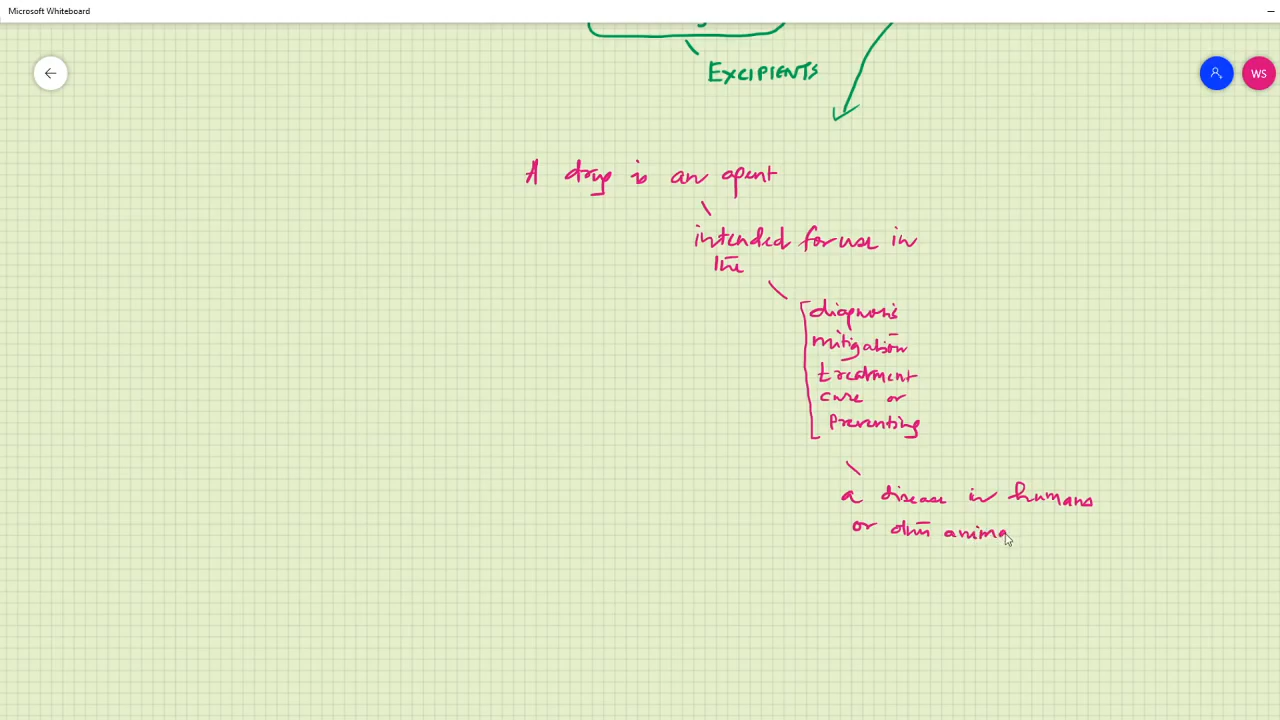 Microsoft Whiteboard
EXCIPIENTS
WS
A drug is an agent
intended for use in
the
diagnosis
mitigation
treatment
cure or
Preventing
a disease in humans
or other anima